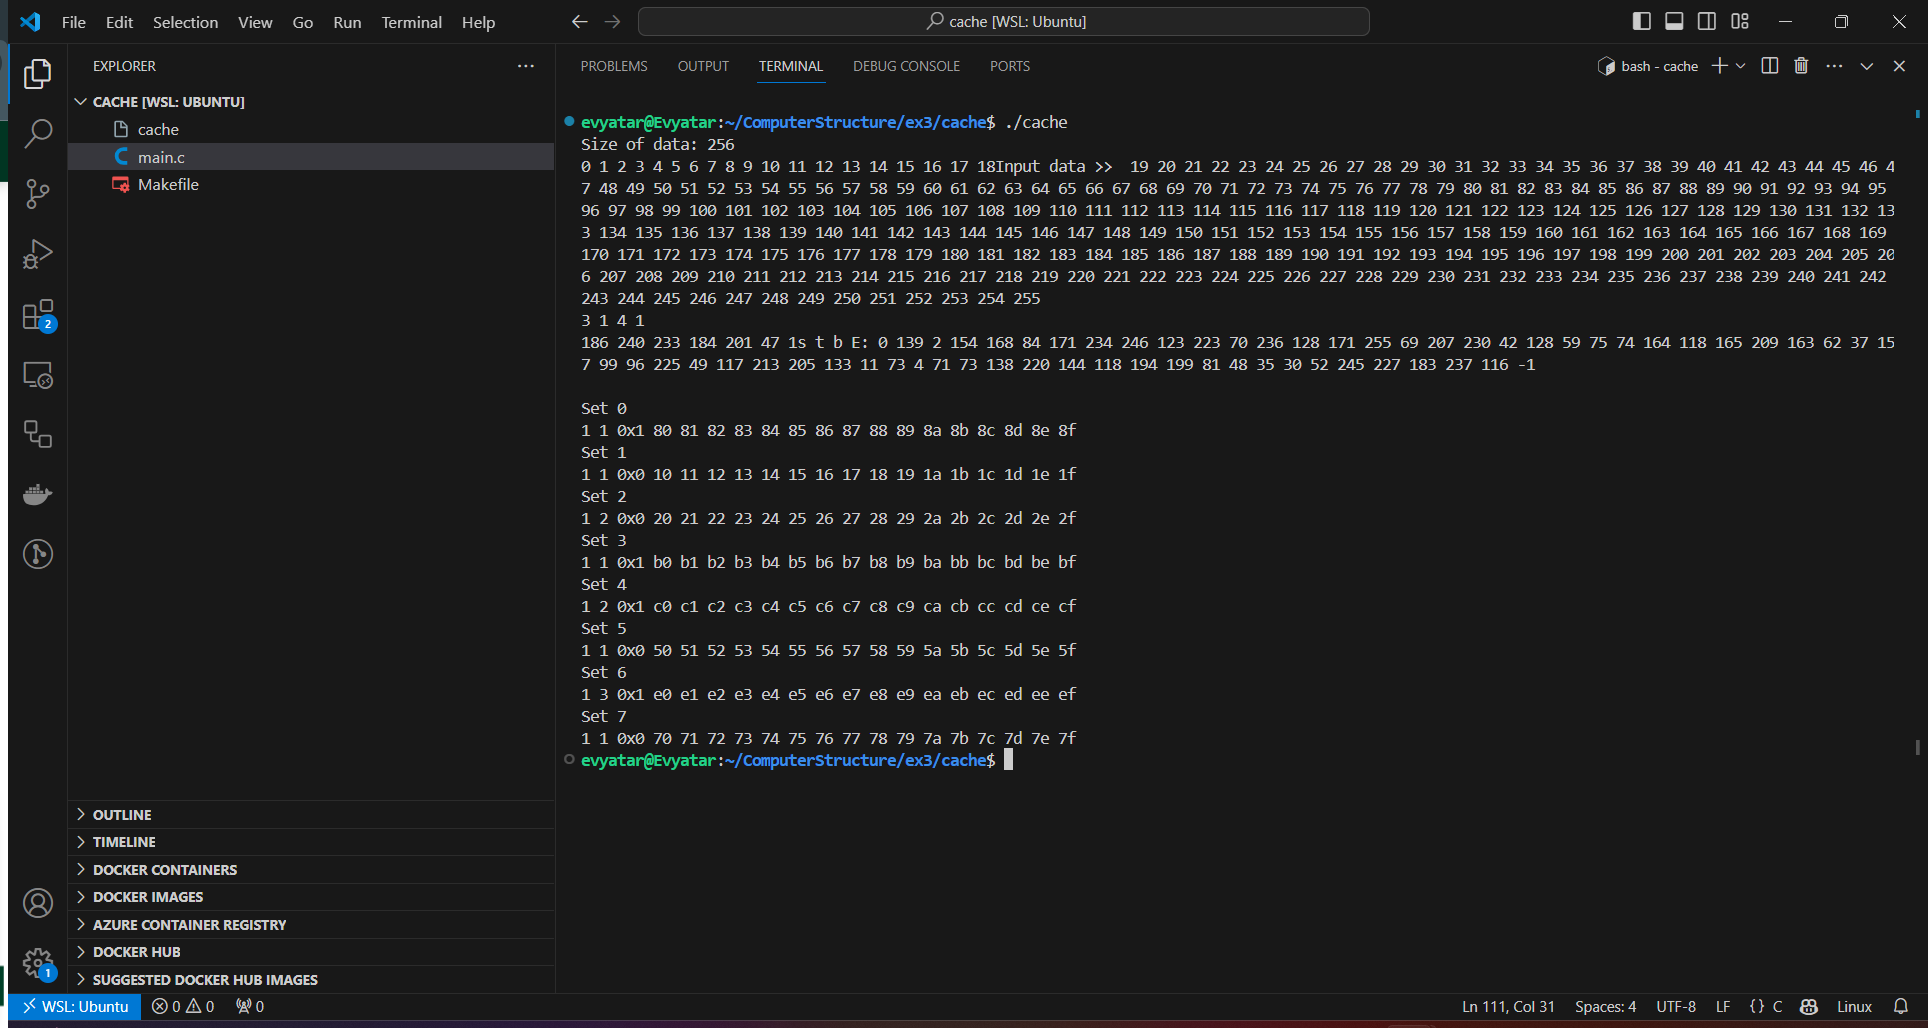 File Edit Selection View Go Run Terminal Help
cache [WSL: Ubuntu]
EXPLORER
CACHE [WSL: UBUNTU]
cache
main.c
Makefile
OUTLINE
TIMELINE
DOCKER CONTAINERS
DOCKER IMAGES
AZURE CONTAINER REGISTRY
DOCKER HUB
SUGGESTED DOCKER HUB IMAGES
2
1
PROBLEMS OUTPUT TERMINAL DEBUG CONSOLE PORTS
bash - cache
evyatar@Evyatar:~/ComputerStructure/ex3/cache$ ./cache
Size of data: 256
0 1 2 3 4 5 6 7 8 9 10 11 12 13 14 15 16 17 18Input data >>  19 20 21 22 23 24 25 26 27 28 29 30 31 32 33 34 35 36 37 38 39 40 41 42 43 44 45 46 4
7 48 49 50 51 52 53 54 55 56 57 58 59 60 61 62 63 64 65 66 67 68 69 70 71 72 73 74 75 76 77 78 79 80 81 82 83 84 85 86 87 88 89 90 91 92 93 94 95
96 97 98 99 100 101 102 103 104 105 106 107 108 109 110 111 112 113 114 115 116 117 118 119 120 121 122 123 124 125 126 127 128 129 130 131 132 13
3 134 135 136 137 138 139 140 141 142 143 144 145 146 147 148 149 150 151 152 153 154 155 156 157 158 159 160 161 162 163 164 165 166 167 168 169
170 171 172 173 174 175 176 177 178 179 180 181 182 183 184 185 186 187 188 189 190 191 192 193 194 195 196 197 198 199 200 201 202 203 204 205 20
6 207 208 209 210 211 212 213 214 215 216 217 218 219 220 221 222 223 224 225 226 227 228 229 230 231 232 233 234 235 236 237 238 239 240 241 242
243 244 245 246 247 248 249 250 251 252 253 254 255
3 1 4 1
186 240 233 184 201 47 1s t b E: 0 139 2 154 168 84 171 234 246 123 223 70 236 128 171 255 69 207 230 42 128 59 75 74 164 118 165 209 163 62 37 15
7 99 96 225 49 117 213 205 133 11 73 4 71 73 138 220 144 118 194 199 81 48 35 30 52 245 227 183 237 116 -1
Set 0
1 1 0x1 80 81 82 83 84 85 86 87 88 89 8a 8b 8c 8d 8e 8f
Set 1
1 1 0x0 10 11 12 13 14 15 16 17 18 19 1a 1b 1c 1d 1e 1f
Set 2
1 2 0x0 20 21 22 23 24 25 26 27 28 29 2a 2b 2c 2d 2e 2f
Set 3
1 1 0x1 b0 b1 b2 b3 b4 b5 b6 b7 b8 b9 ba bb bc bd be bf
Set 4
1 2 0x1 c0 c1 c2 c3 c4 c5 c6 c7 c8 c9 ca cb cc cd ce cf
Set 5
1 1 0x0 50 51 52 53 54 55 56 57 58 59 5a 5b 5c 5d 5e 5f
Set 6
1 3 0x1 e0 e1 e2 e3 e4 e5 e6 e7 e8 e9 ea eb ec ed ee ef
Set 7
1 1 0x0 70 71 72 73 74 75 76 77 78 79 7a 7b 7c 7d 7e 7f
evyatar@Evyatar:~/ComputerStructure/ex3/cache$
WSL: Ubuntu 0 0 0 Ln 111, Col 31 Spaces: 4 UTF-8 LF {} C Linux